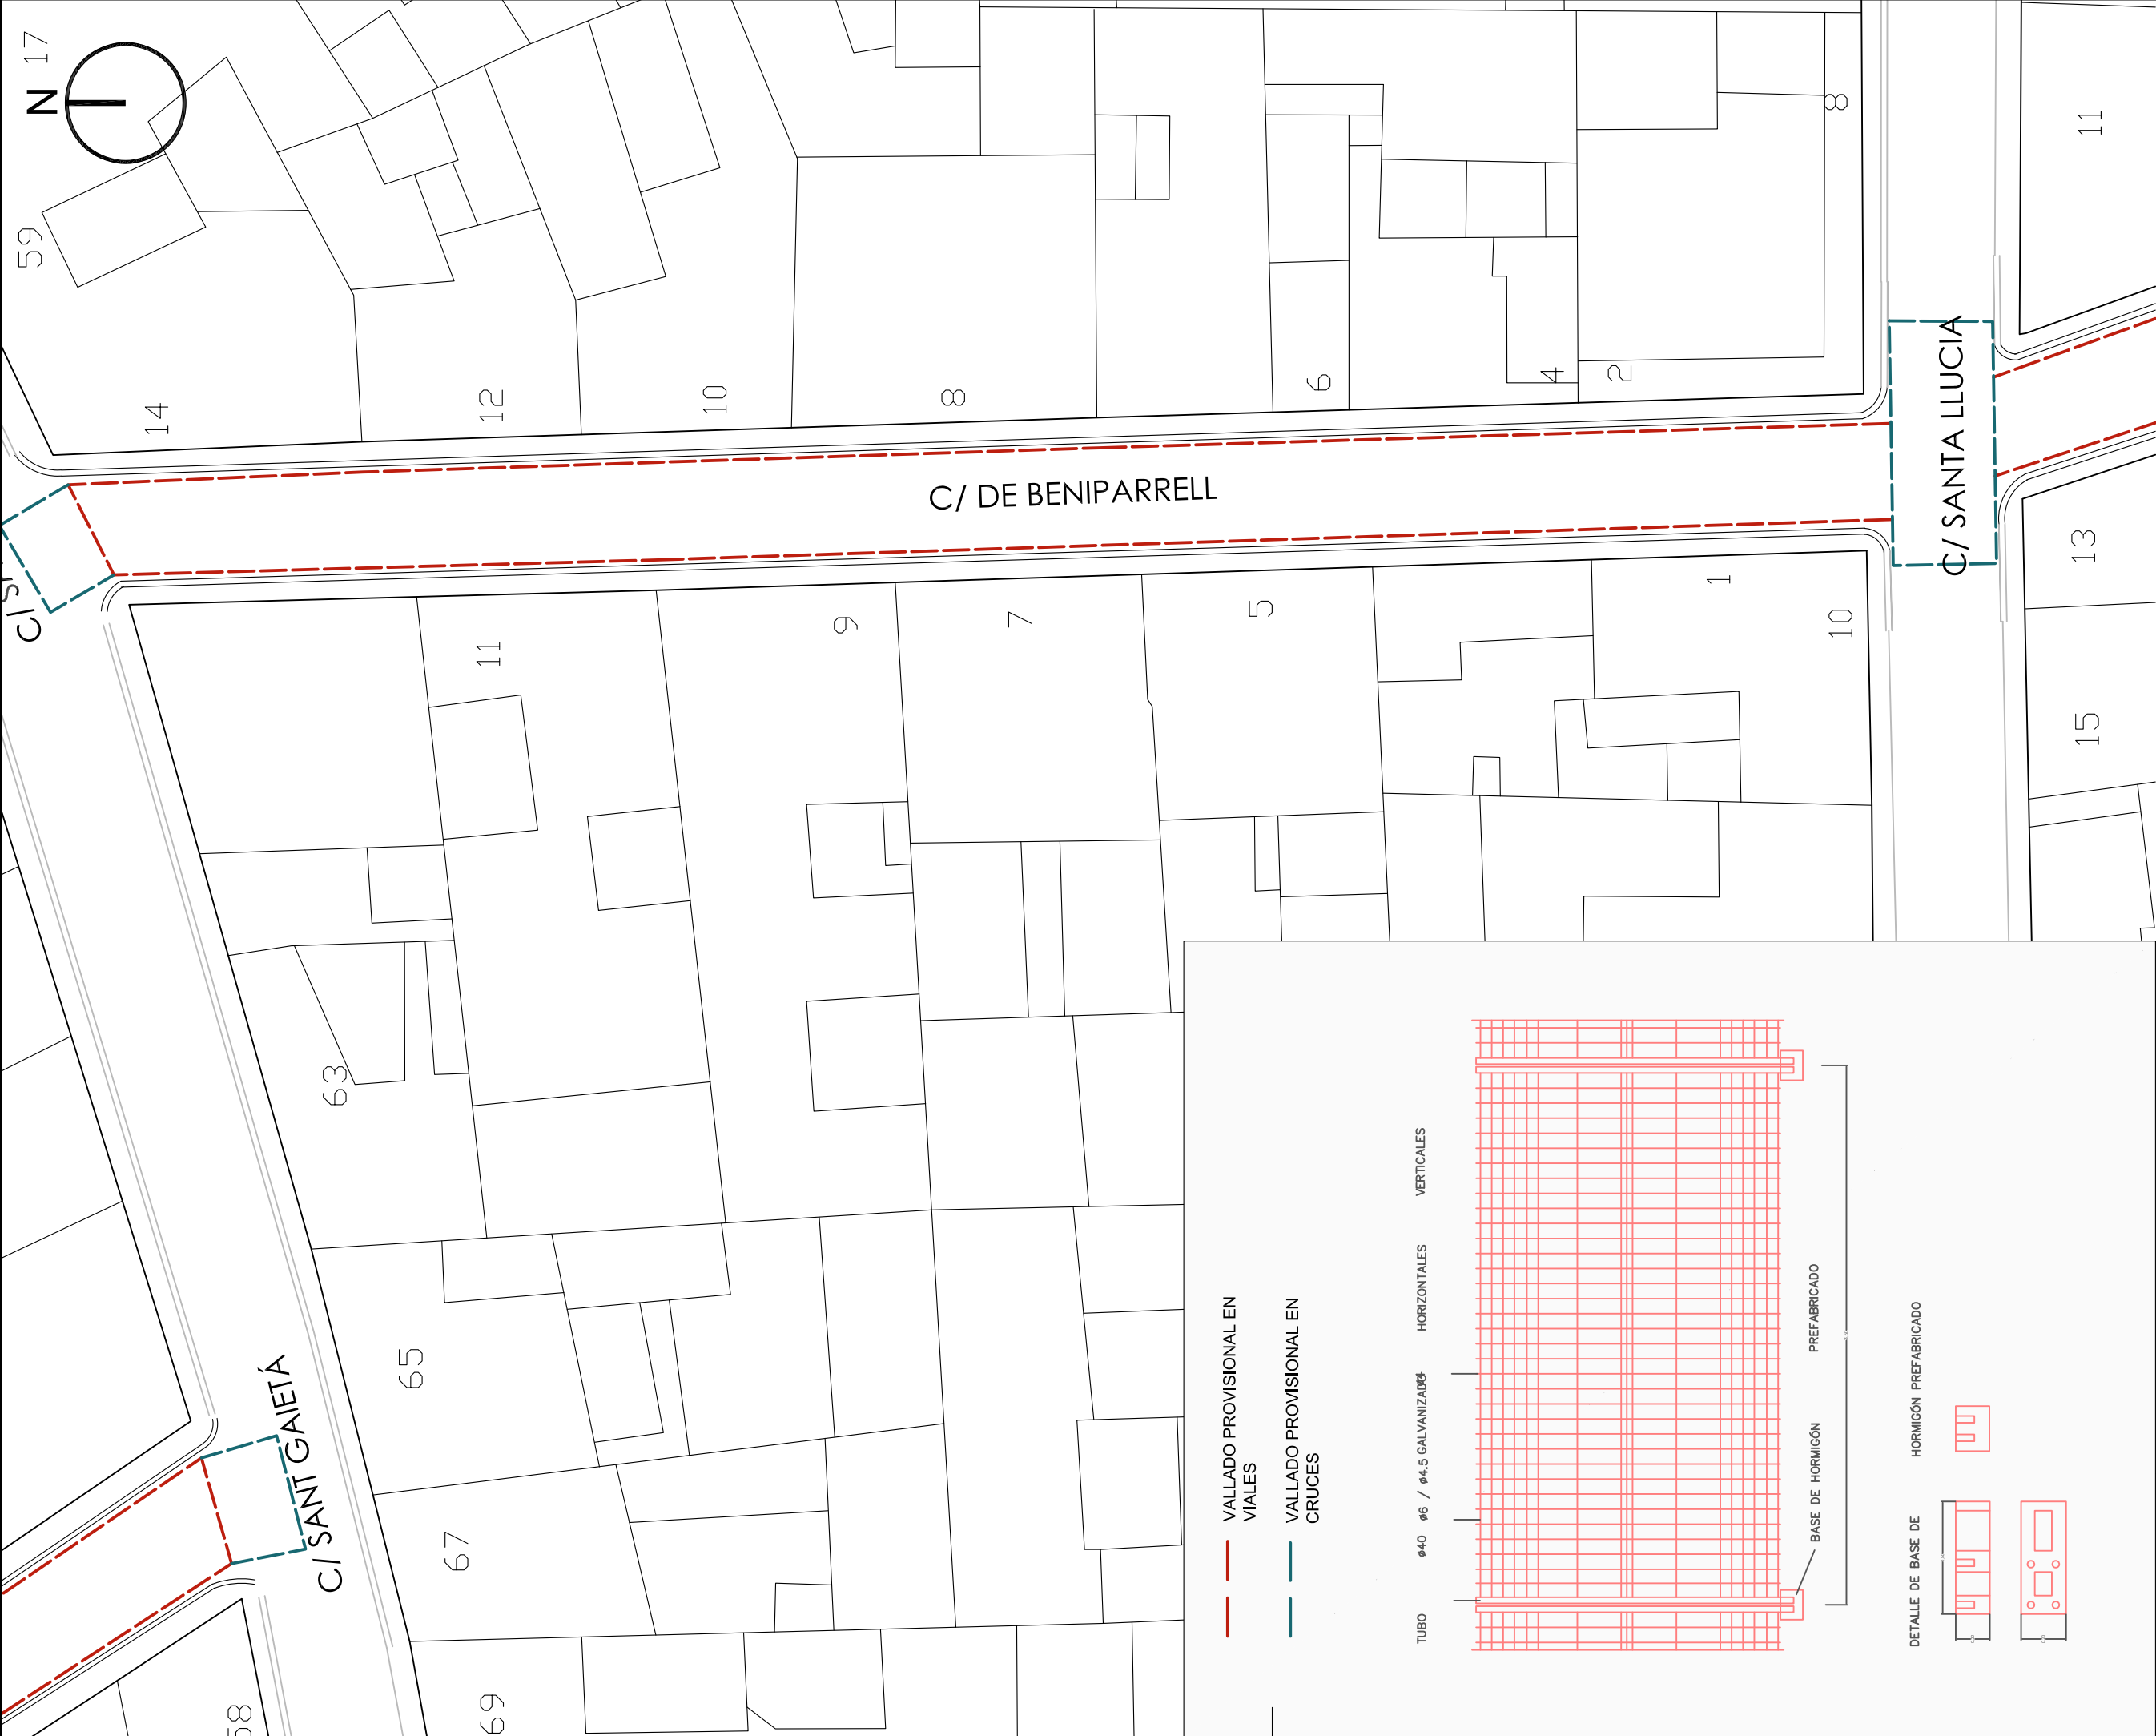 17
N
59
14
12
10
8
6
4
2
8
11
C/ DE BENIPARRELL
C/ SANTA LLUCIA
11
9
7
5
1
10
13
15
63
65
67
69
C/ SANT GAIETÁ
VALLADO PROVISIONAL EN
VIALES
VALLADO PROVISIONAL EN
CRUCES
TUBO ø40 ø6 / ø4.5 GALVANIZADO HORIZONTALES VERTICALES
BASE DE HORMIGÓN PREFABRICADO
DETALLE DE BASE DE HORMIGÓN PREFABRICADO